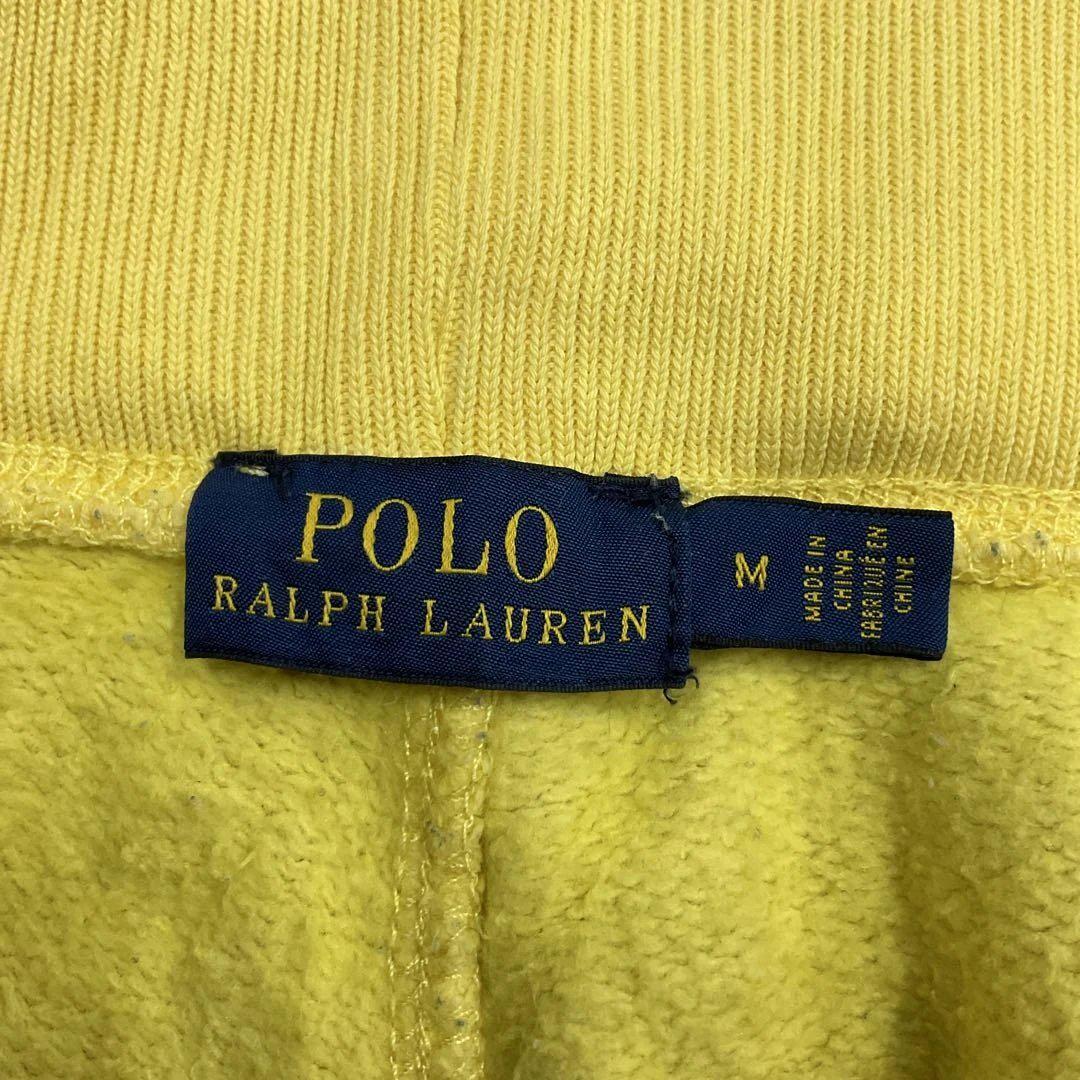 POLO
RALPH LAUREN
M
MADE IN
CHINA
FABRIQUÉ EN
CHINE